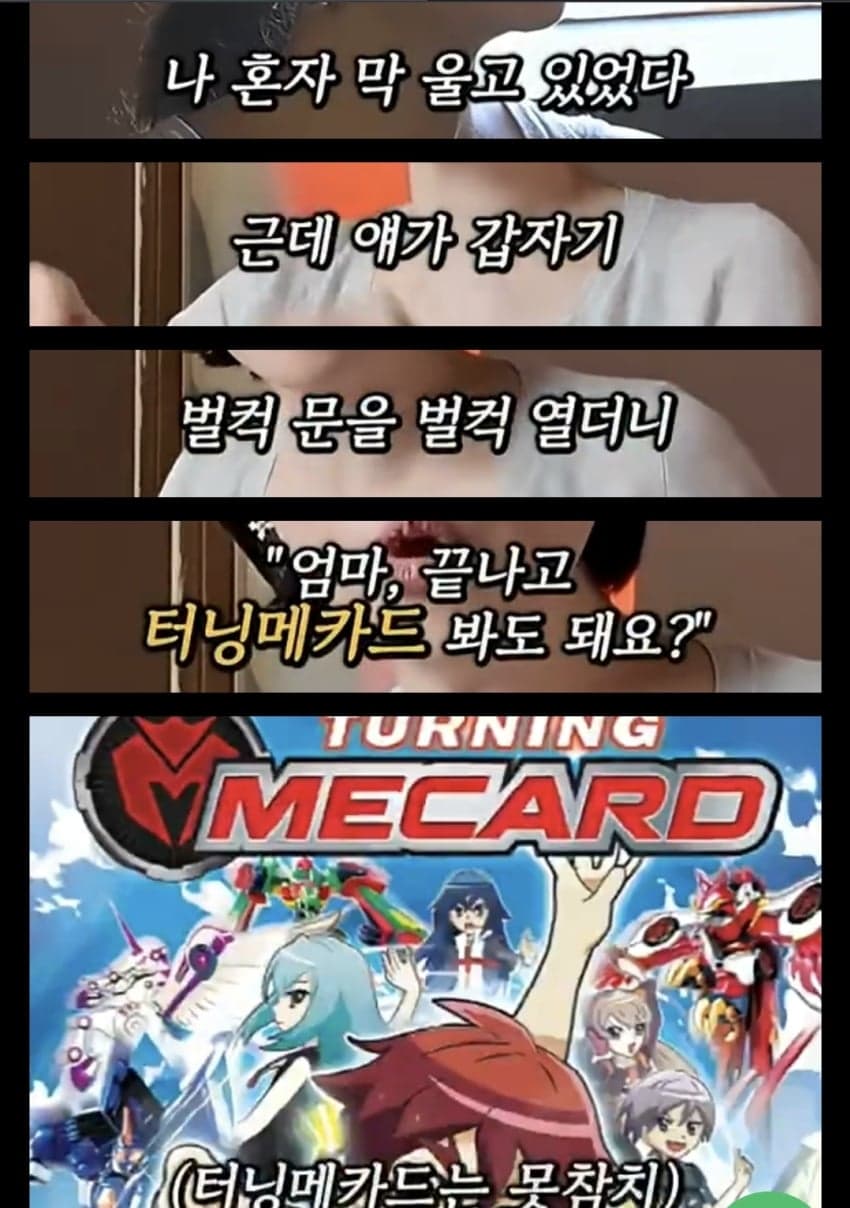 나 혼자 막 울고 있었다
근데 얘가 갑자기
벌컥 문을 벌컥 열더니
"엄마, 끝나고
터닝메카드 봐도 돼요?"
TURNING
MECARD
(터닝메카드는 못참치)